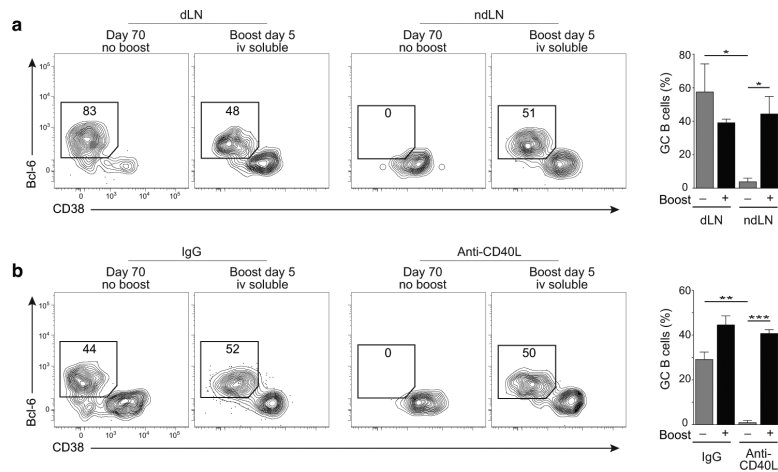 a
dLN
ndLN
Day 70
no boost
Boost day 5
iv soluble
Day 70
no boost
Boost day 5
iv soluble
83
48
0
51
Bcl-6
10⁵
10³
0
0 10³ 10⁵
CD38
GC B cells (%)
80
60
40
20
0
*
*
Boost – + – +
dLN ndLN
b
IgG
Anti-CD40L
Day 70
no boost
Boost day 5
iv soluble
Day 70
no boost
Boost day 5
iv soluble
44
52
0
50
Bcl-6
10⁵
10³
0
0 10³ 10⁵
CD38
GC B cells (%)
60
40
20
0
**
***
Boost – + – +
IgG Anti-
CD40L